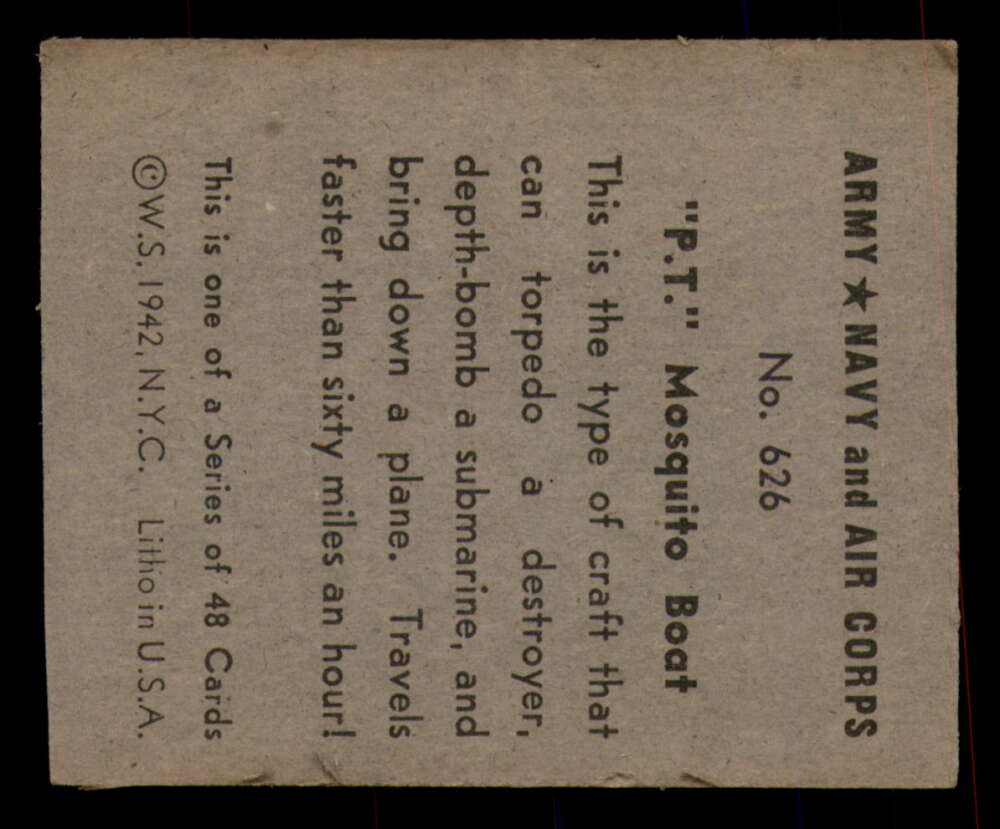 ARMY ★ NAVY and AIR CORPS
No. 626
"P.T." Mosquito Boat
This is the type of craft that
can torpedo a destroyer,
depth-bomb a submarine, and
bring down a plane. Travels
faster than sixty miles an hour!
This is one of a Series of 48 Cards
©W.S. 1942, N.Y.C. Litho in U.S.A.